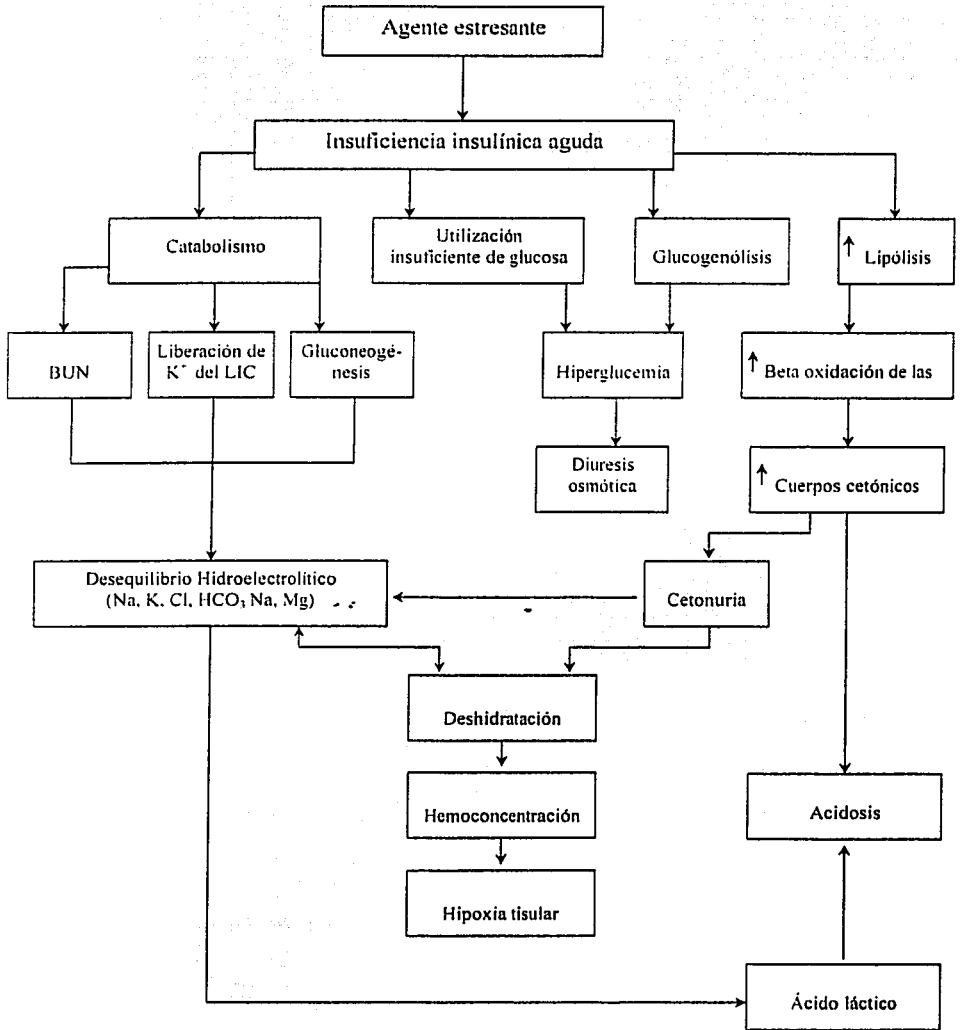 Agente estresante
Insuficiencia insulínica aguda
Catabolismo
Utilización
insuficiente de glucosa
Glucogenólisis
↑ Lipólisis
BUN
Liberación de
K⁺ del LIC
Gluconeogé-
nesis
Hiperglucemia
↑ Beta oxidación de las
Diuresis
osmótica
↑ Cuerpos cetónicos
Desequilibrio Hidroelectrolítico
(Na, K. Cl, HCO₃ Na, Mg)
Cetonuria
Deshidratación
Hemoconcentración
Acidosis
Hipoxia tisular
Ácido láctico